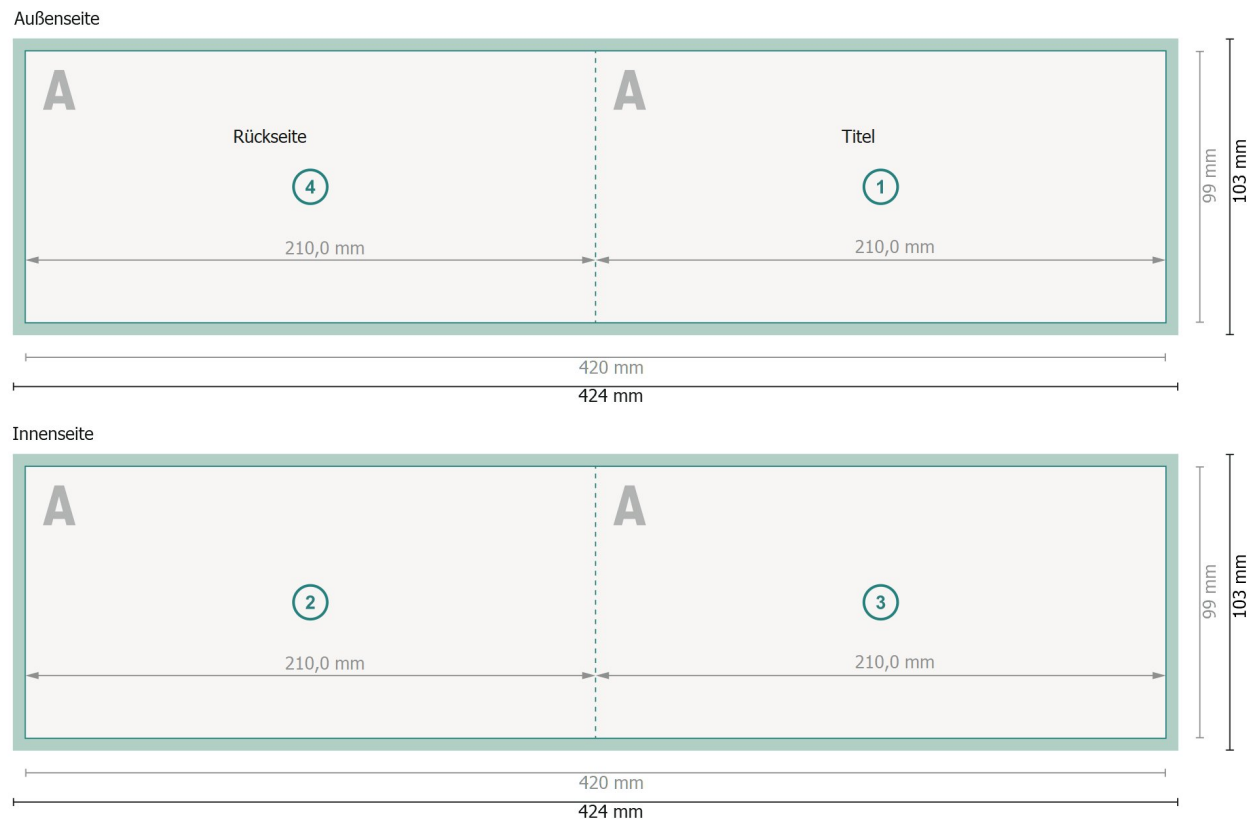 Außenseite
A A
Rückseite Titel
4 1
210,0 mm 210,0 mm
99 mm
103 mm
420 mm
424 mm
Innenseite
A A
2 3
210,0 mm 210,0 mm
99 mm
103 mm
420 mm
424 mm